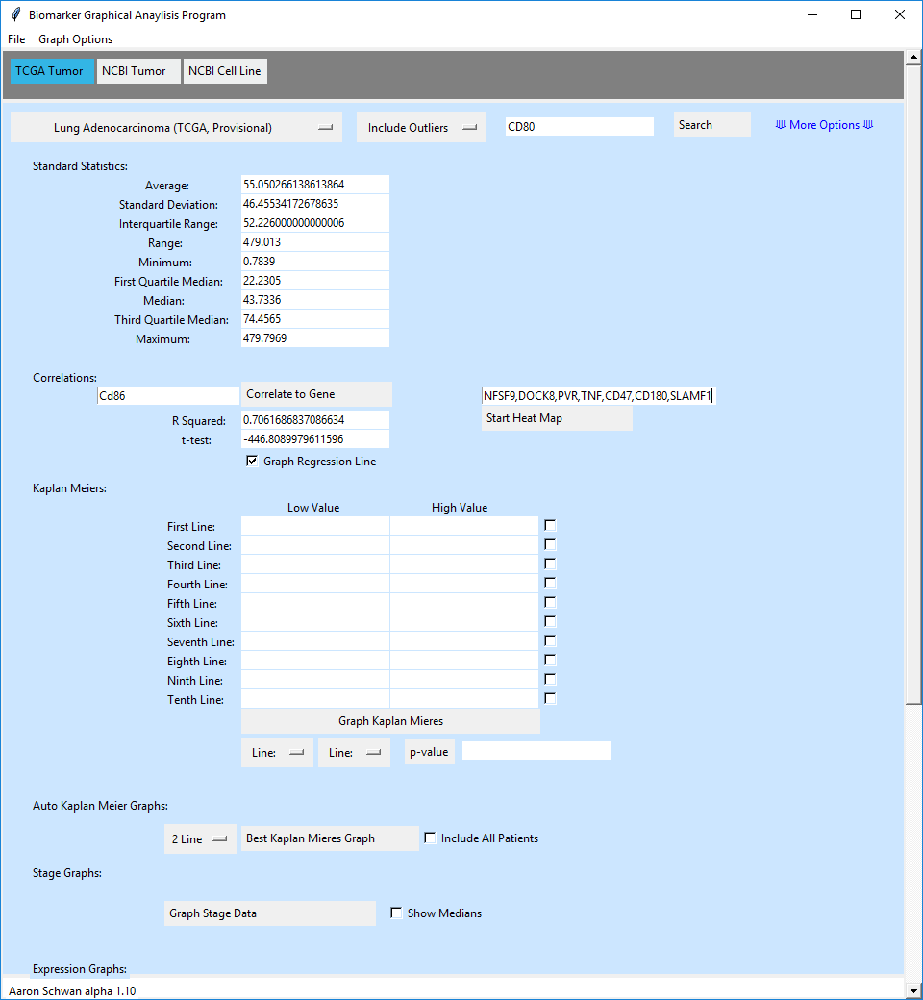 Biomarker Graphical Anaylisis Program
File Graph Options
TCGA Tumor NCBI Tumor NCBI Cell Line
Lung Adenocarcinoma (TCGA, Provisional) Include Outliers CD80 Search ⟱ More Options ⟱
Standard Statistics:
Average: 55.050266138613864
Standard Deviation: 46.45534172678635
Interquartile Range: 52.226000000000006
Range: 479.013
Minimum: 0.7839
First Quartile Median: 22.2305
Median: 43.7336
Third Quartile Median: 74.4565
Maximum: 479.7969
Correlations:
Cd86 Correlate to Gene NFSF9,DOCK8,PVR,TNF,CD47,CD180,SLAMF1
Start Heat Map
R Squared: 0.7061686837086634
t-test: -446.8089979611596
Graph Regression Line
Kaplan Meiers:
Low Value High Value
First Line:
Second Line:
Third Line:
Fourth Line:
Fifth Line:
Sixth Line:
Seventh Line:
Eighth Line:
Ninth Line:
Tenth Line:
Graph Kaplan Mieres
Line: Line: p-value
Auto Kaplan Meier Graphs:
2 Line Best Kaplan Mieres Graph Include All Patients
Stage Graphs:
Graph Stage Data Show Medians
Expression Graphs:
Aaron Schwan alpha 1.10